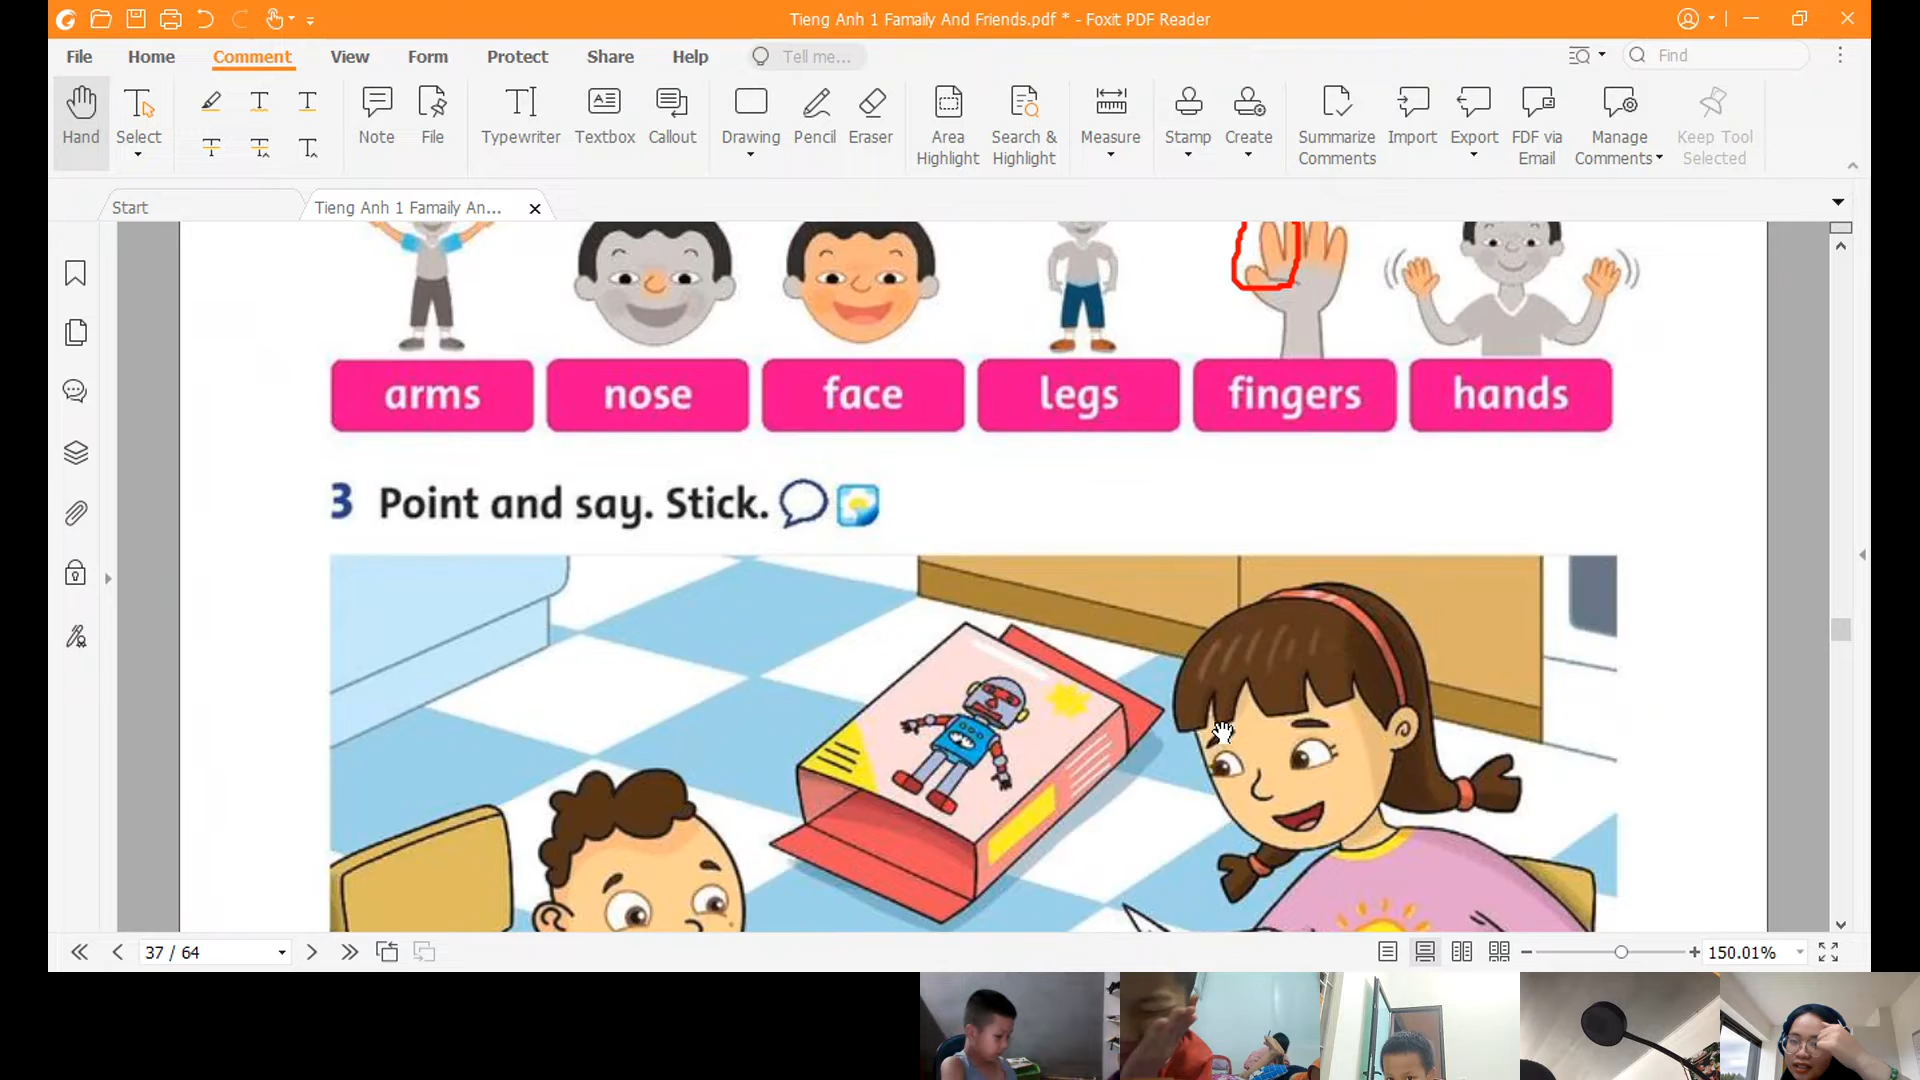 Tieng Anh 1 Famaily And Friends.pdf * - Foxit PDF Reader
File Home Comment View Form Protect Share Help Tell me... Find
Hand Select Note File Typewriter Textbox Callout Drawing Pencil Eraser Area Highlight Search & Highlight Measure Stamp Create Summarize Comments Import Export FDF via Email Manage Comments Keep Tool Selected
Start Tieng Anh 1 Famaily An...
arms nose face legs fingers hands
3 Point and say. Stick.
37 / 64 150.01%